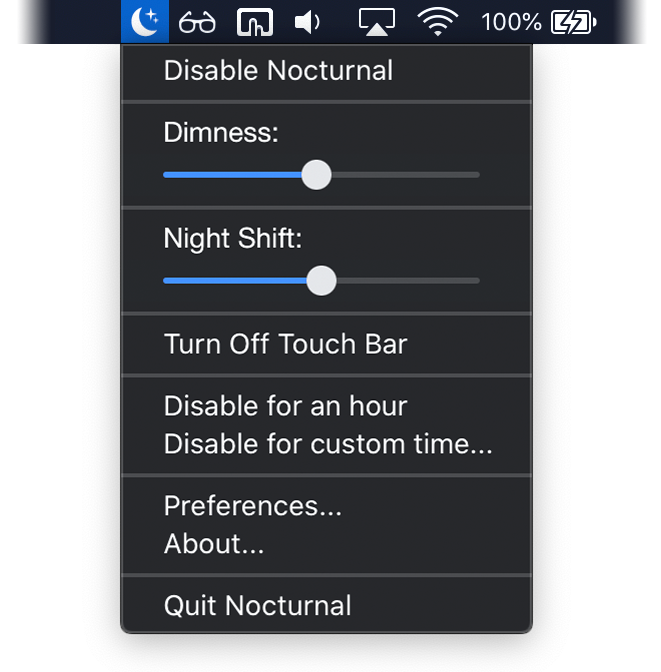 100%
Disable Nocturnal
Dimness:
Night Shift:
Turn Off Touch Bar
Disable for an hour
Disable for custom time...
Preferences...
About...
Quit Nocturnal